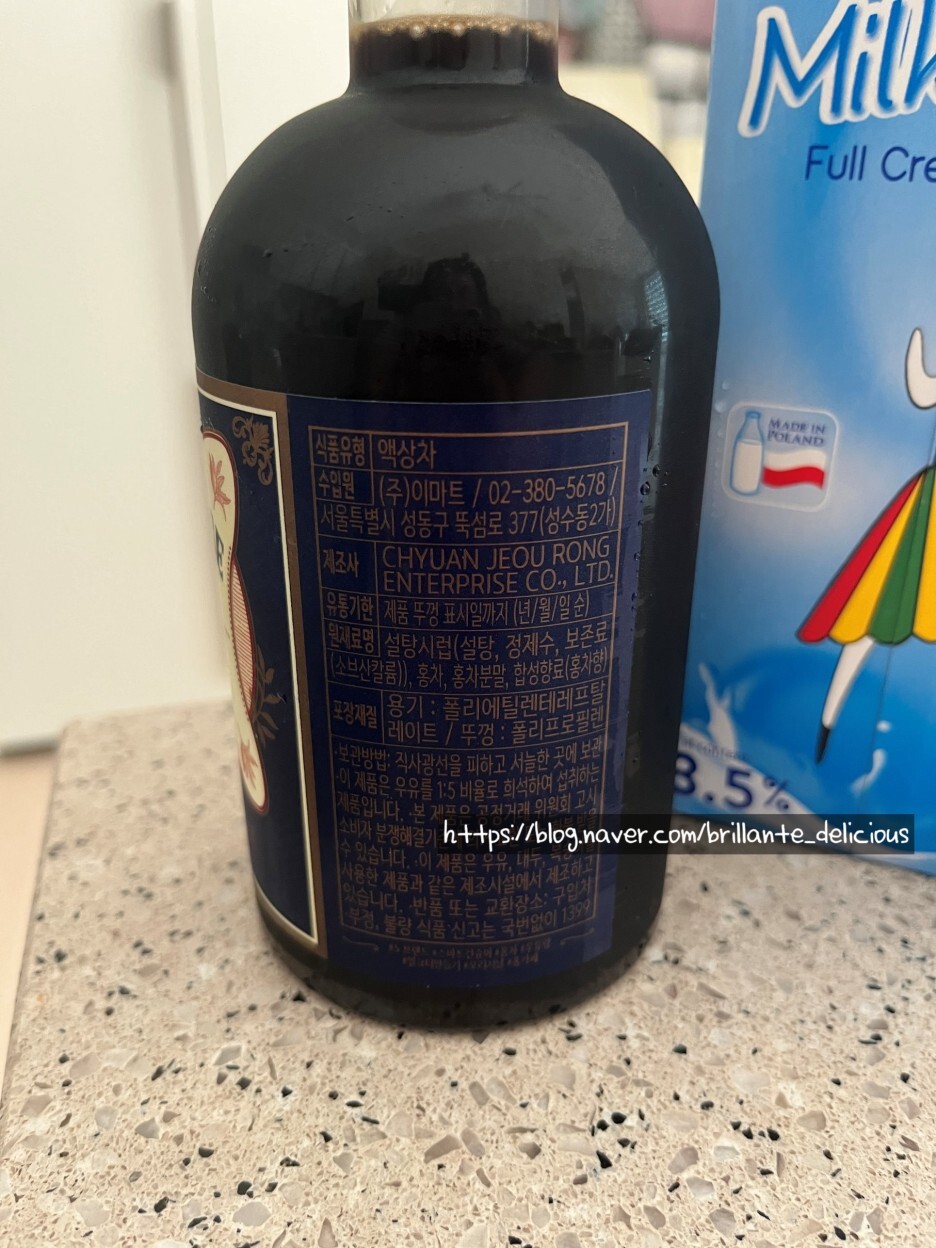 Milk
Full Cre
MADE IN
POLAND
3.5%
E
식품유형 액상차
수입원 (주)이마트 / 02-380-5678 /
서울특별시 성동구 뚝섬로 377(성수동2가)
제조사 CHYUAN JEOU RONG
ENTERPRISE CO., LTD.
유통기한 제품 뚜껑 표시일까지 (년/월/일 순)
원재료명 설탕시럽(설탕, 정제수, 보존료
(소브산칼륨)), 홍차, 홍차분말, 합성향료(홍차향)
포장재질 용기 : 폴리에틸렌테레프탈
레이트 / 뚜껑 : 폴리프로필렌
·보관방법: 직사광선을 피하고 서늘한 곳에 보관
·이 제품은 우유를 1:5 비율로 희석하여 섭취하는
제품입니다. ·본 제품은 공정거래 위원회 고시
소비자 분쟁해결기
수 있습니다. ·이 제품은 우유, 대두,
사용한 제품과 같은 제조시설에서 제조하고
있습니다. ·반품 또는 교환장소: 구입처
·부정, 불량 식품 신고는 국번없이 1399
https://blog.naver.com/brillante_delicious